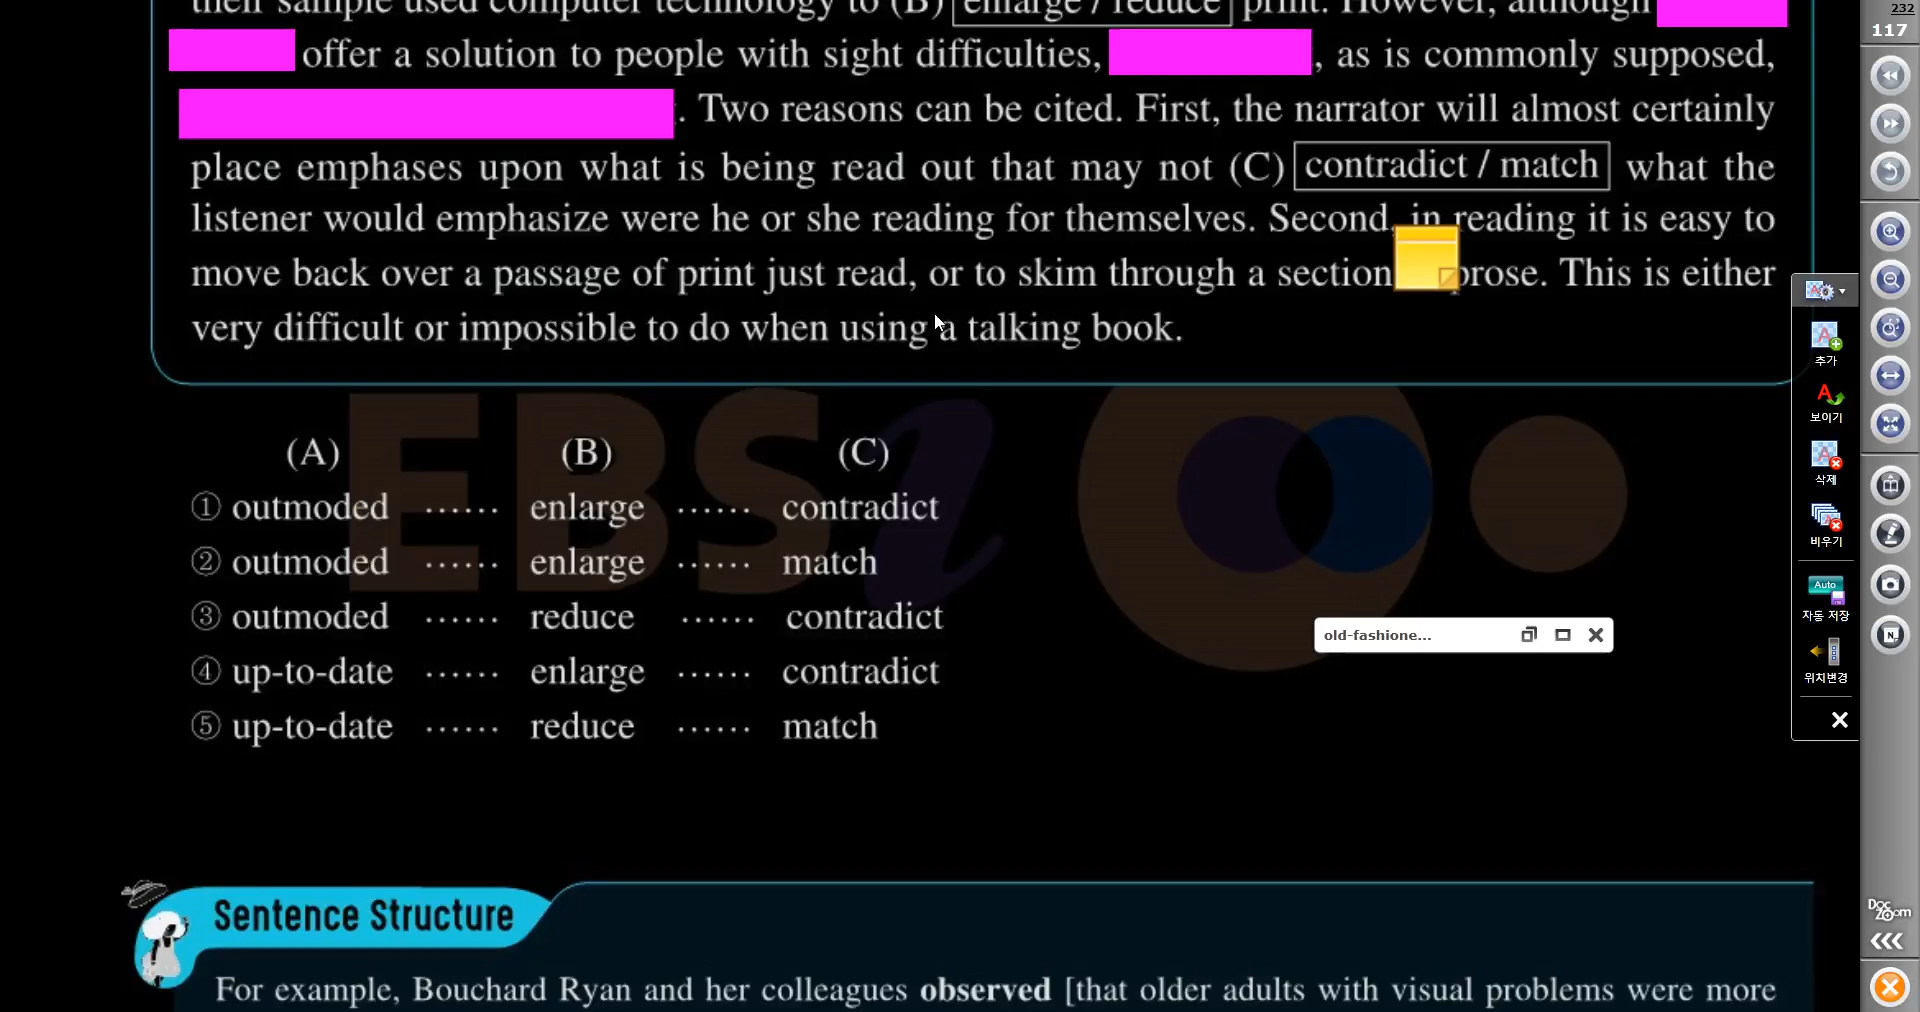 their sample used computer technology to (B) enlarge / reduce print. However, although
offer a solution to people with sight difficulties, , as is commonly supposed,
. Two reasons can be cited. First, the narrator will almost certainly
place emphases upon what is being read out that may not (C) contradict / match what the
listener would emphasize were he or she reading for themselves. Second, in reading it is easy to
move back over a passage of print just read, or to skim through a section prose. This is either
very difficult or impossible to do when using a talking book.
EBSi
(A) (B) (C)
① outmoded ······ enlarge ······ contradict
② outmoded ······ enlarge ······ match
③ outmoded ······ reduce ······ contradict
④ up-to-date ······ enlarge ······ contradict
⑤ up-to-date ······ reduce ······ match
old-fashione...
Sentence Structure
For example, Bouchard Ryan and her colleagues observed [that older adults with visual problems were more
232
117
추가
보이기
삭제
비우기
Auto
자동 저장
위치변경
Doc
Zoom